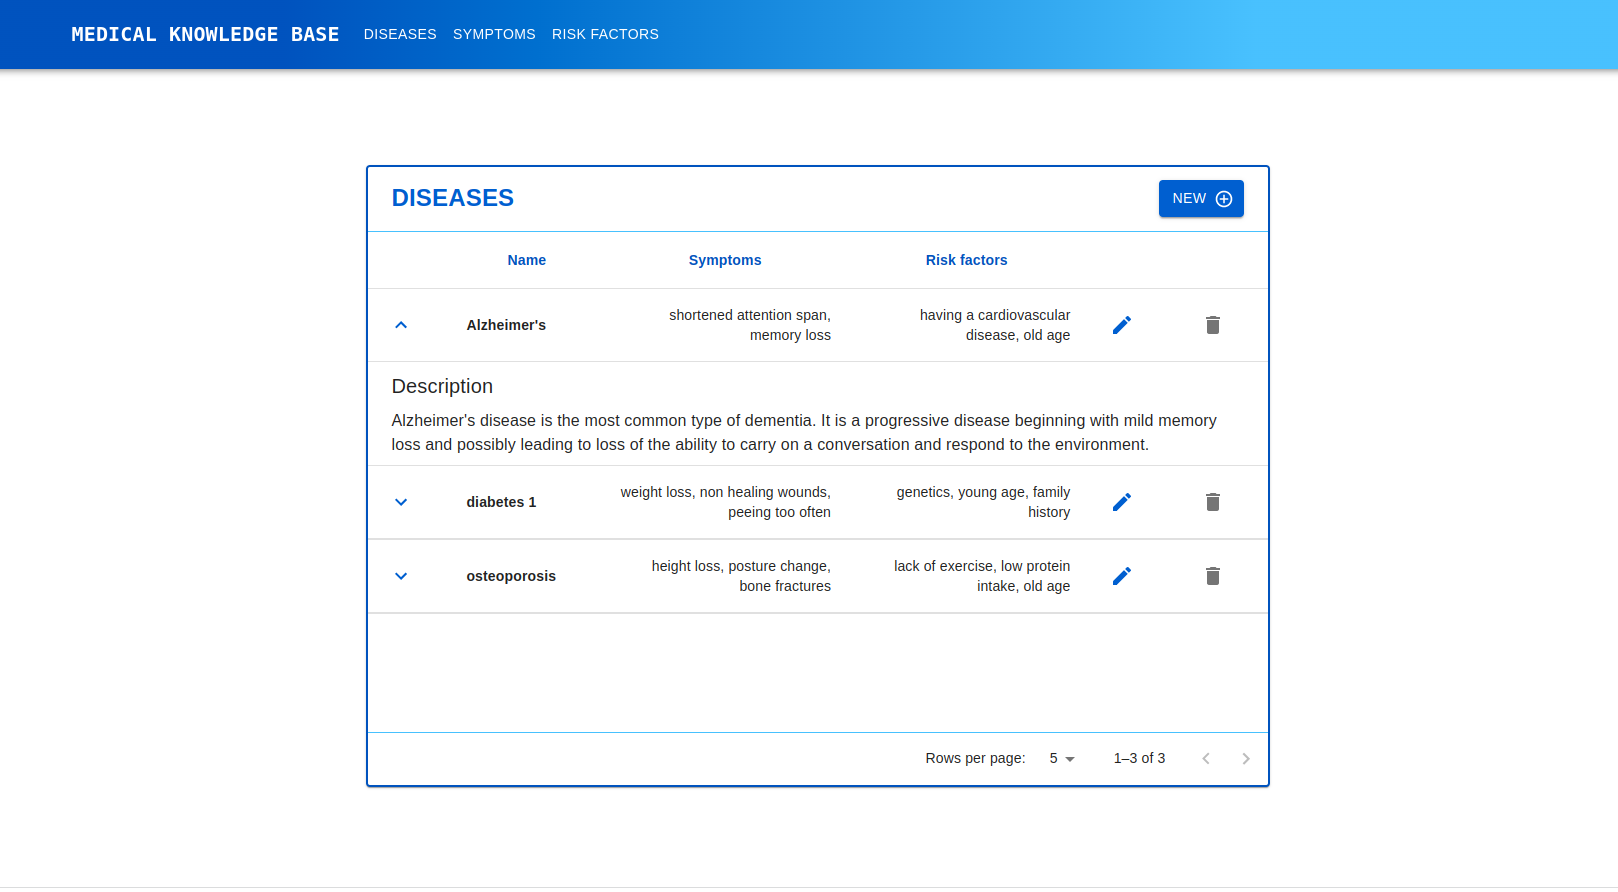 MEDICAL KNOWLEDGE BASE DISEASES SYMPTOMS RISK FACTORS
DISEASES NEW
Name Symptoms Risk factors
Alzheimer's shortened attention span, having a cardiovascular
memory loss disease, old age
Description
Alzheimer's disease is the most common type of dementia. It is a progressive disease beginning with mild memory
loss and possibly leading to loss of the ability to carry on a conversation and respond to the environment.
diabetes 1 weight loss, non healing wounds, genetics, young age, family
peeing too often history
osteoporosis height loss, posture change, lack of exercise, low protein
bone fractures intake, old age
Rows per page: 5 1–3 of 3